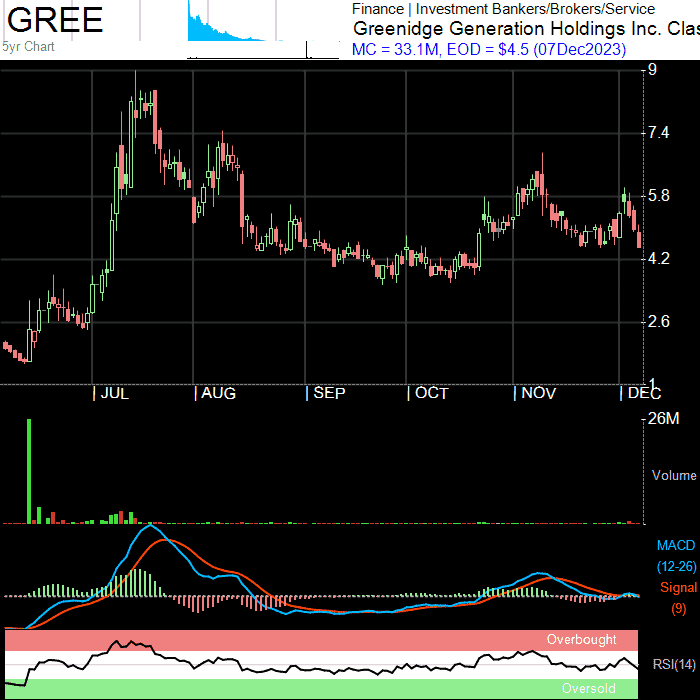 GREE
5yr Chart
Finance | Investment Bankers/Brokers/Service
Greenidge Generation Holdings Inc. Clas
MC = 33.1M, EOD = $4.5 (07Dec2023)
9
7.4
5.8
4.2
2.6
1
JUL AUG SEP OCT NOV DEC
26M
Volume
MACD
(12-26)
Signal
(9)
Overbought
RSI(14)
Oversold